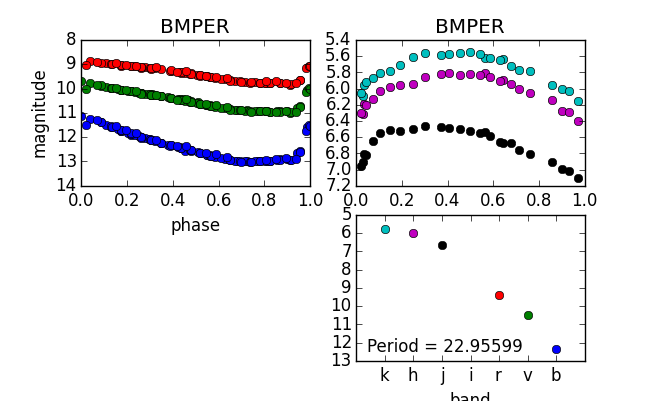 BMPER
8
9
10
11
12
13
14
magnitude
0.0 0.2 0.4 0.6 0.8 1.0
phase
BMPER
5.4
5.6
5.8
6.0
6.2
6.4
6.6
6.8
7.0
7.2
0.0 0.2 0.4 0.6 0.8 1.0
5
6
7
8
9
10
11
12
13
Period = 22.95599
k h j i r v b
band